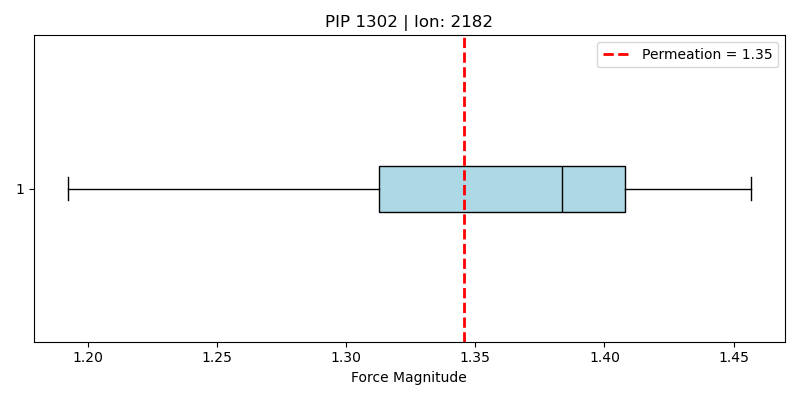 PIP 1302 | Ion: 2182
Permeation = 1.35
1
1.20 1.25 1.30 1.35 1.40 1.45
Force Magnitude